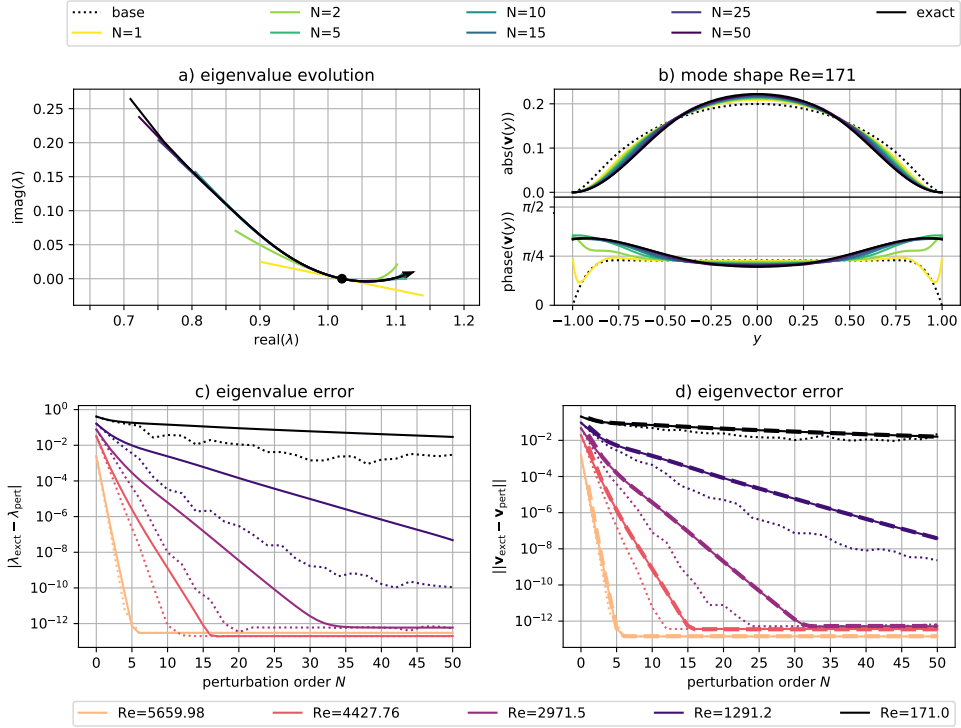 base N=2 N=10 N=25 exact
N=1 N=5 N=15 N=50
a) eigenvalue evolution
b) mode shape Re=171
imag(λ)
0.25
0.20
0.15
0.10
0.05
0.00
0.7 0.8 0.9 1.0 1.1 1.2
real(λ)
abs(v(y))
0.2
0.1
0.0
phase(v(y))
π/2
π/4
0
−1.00 −0.75 −0.50 −0.25 0.00 0.25 0.50 0.75 1.00
y
c) eigenvalue error
d) eigenvector error
|λexct − λpert|
10^0
10^−2
10^−4
10^−6
10^−8
10^−10
10^−12
0 5 10 15 20 25 30 35 40 45 50
perturbation order N
||vexct − vpert||
10^−2
10^−4
10^−6
10^−8
10^−10
10^−12
0 5 10 15 20 25 30 35 40 45 50
perturbation order N
Re=5659.98 Re=4427.76 Re=2971.5 Re=1291.2 Re=171.0